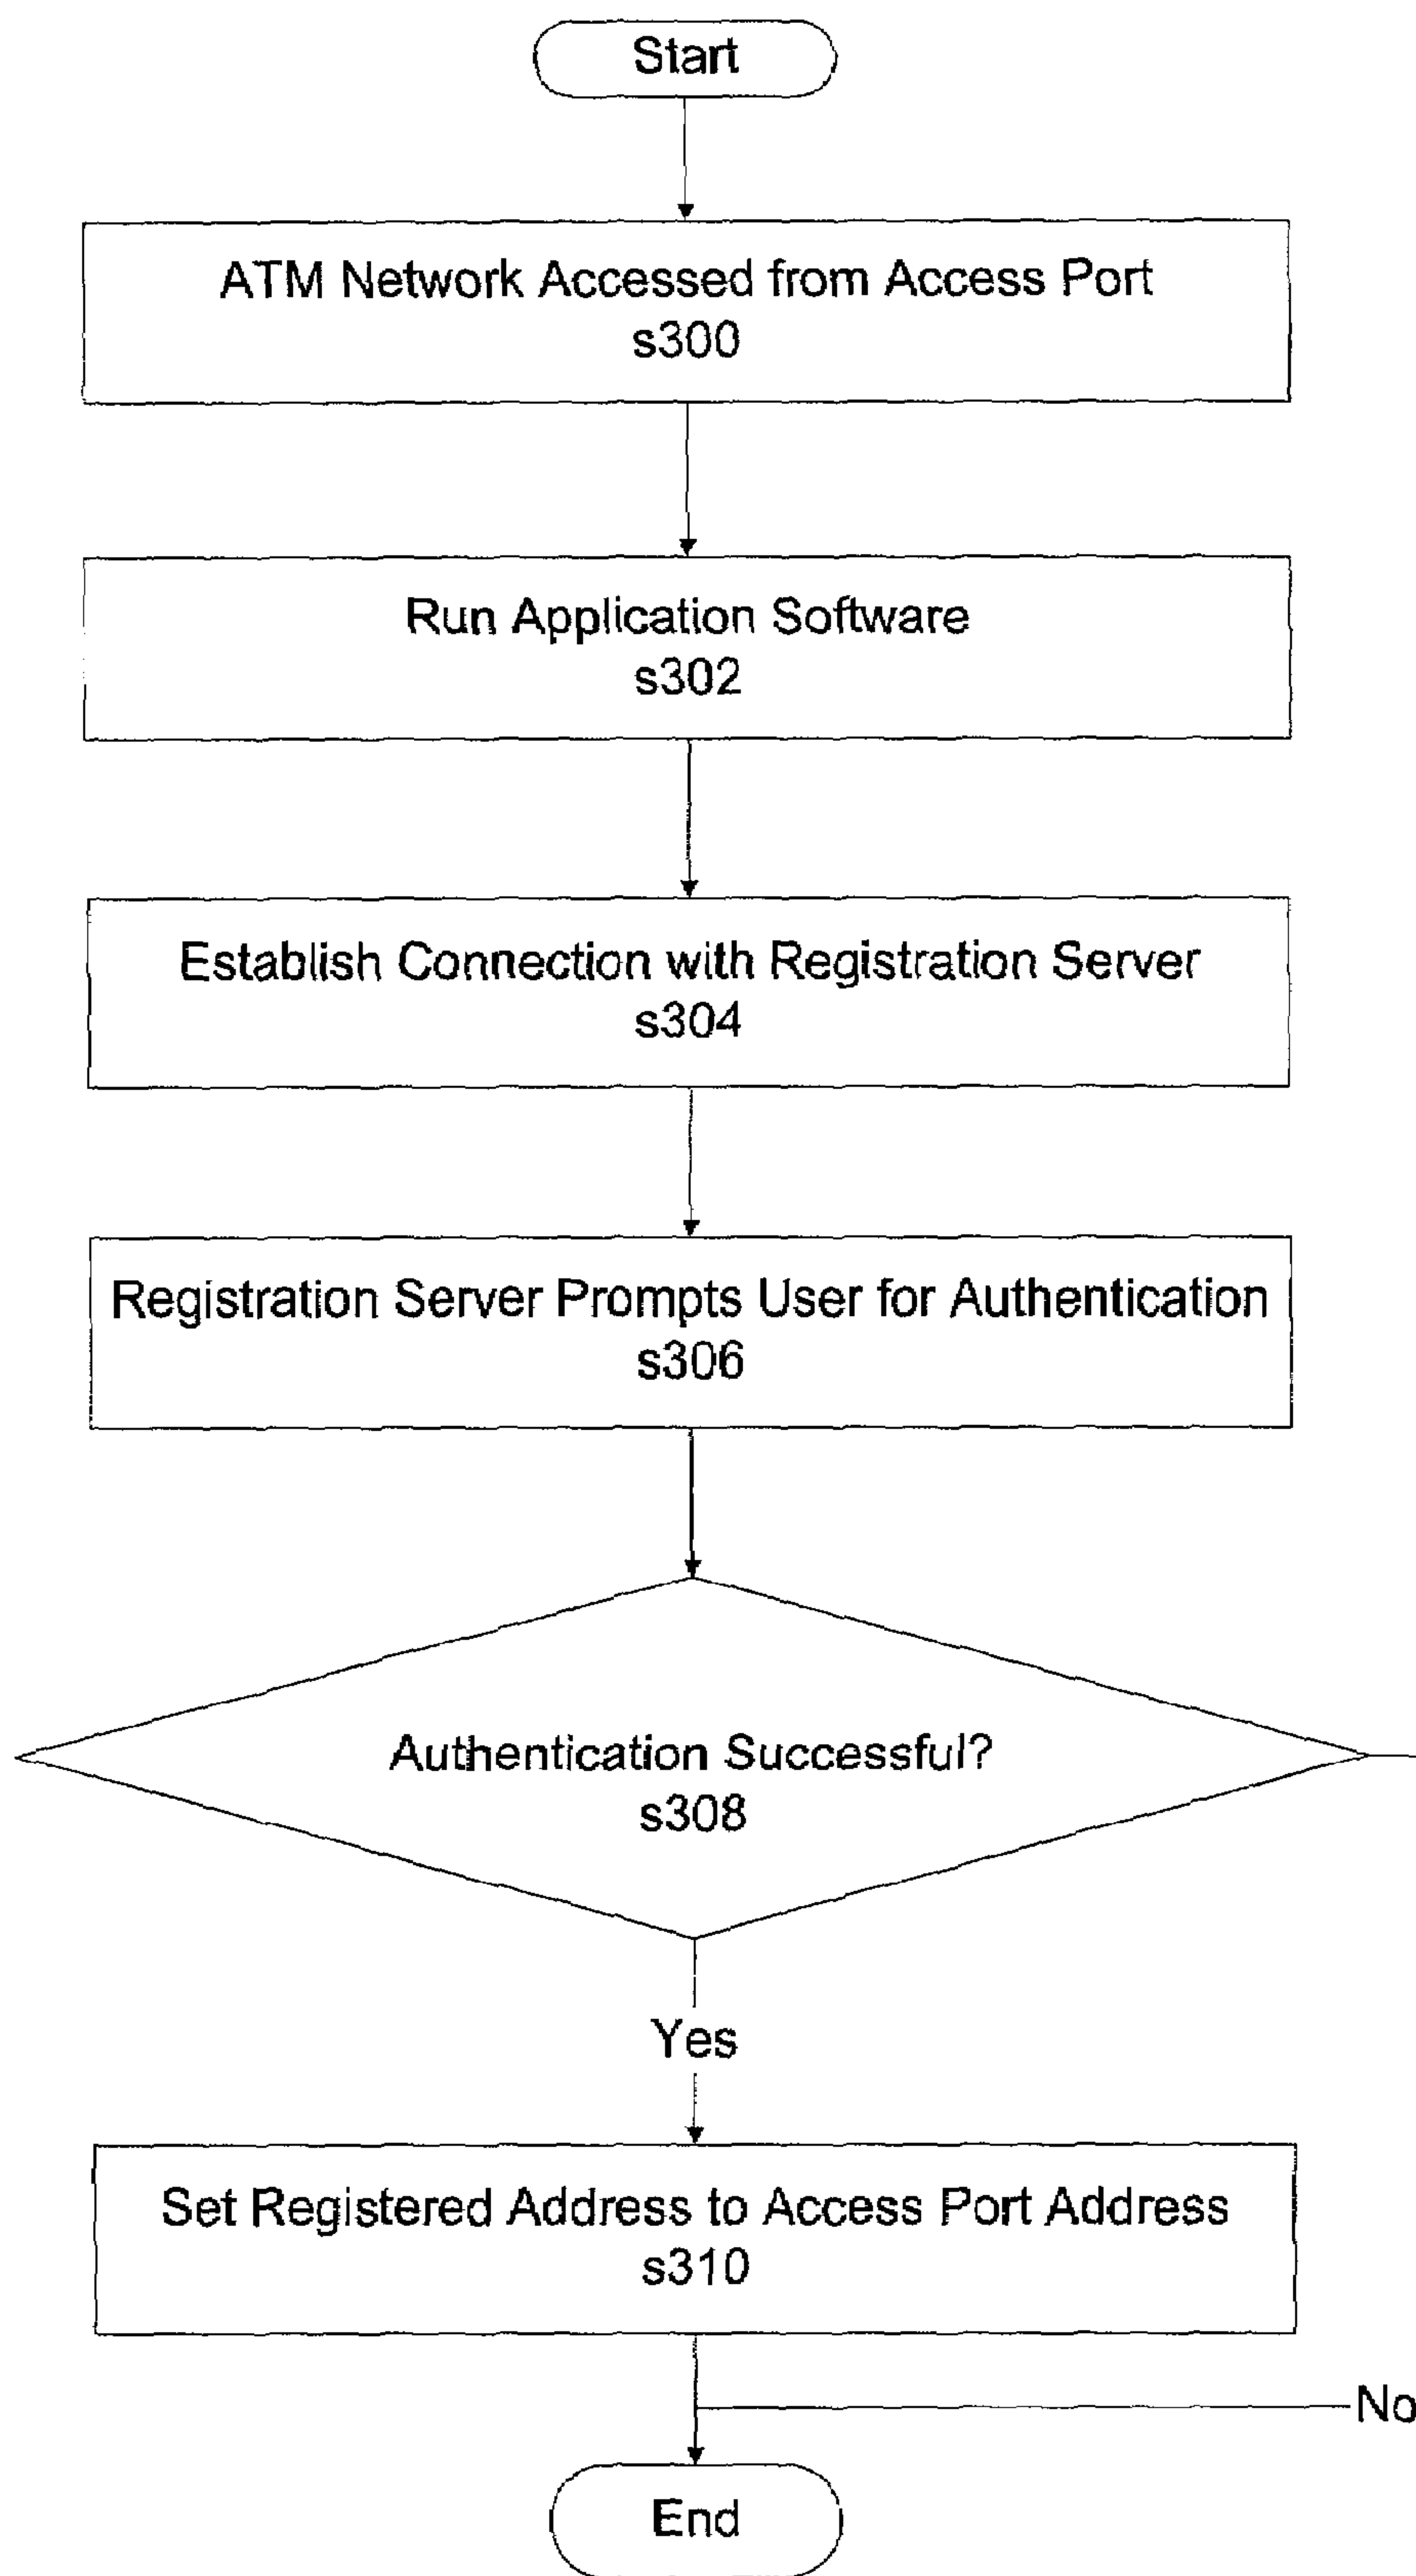 Start
ATM Network Accessed from Access Port
s300
Run Application Software
s302
Establish Connection with Registration Server
s304
Registration Server Prompts User for Authentication
s306
Authentication Successful?
s308
Yes
Set Registered Address to Access Port Address
s310
No
End